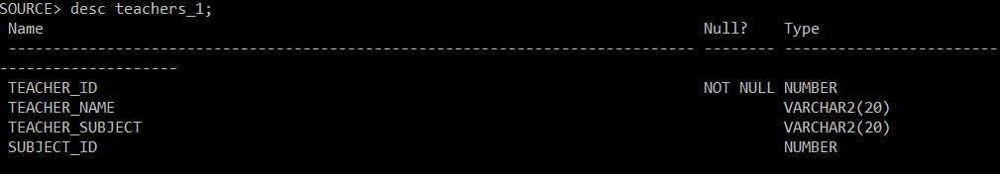 SOURCE> desc teachers_1;
Name Null? Type
----------------------------------------------------------------------------- -------- ------------------------
--------------------
TEACHER_ID NOT NULL NUMBER
TEACHER_NAME VARCHAR2(20)
TEACHER_SUBJECT VARCHAR2(20)
SUBJECT_ID NUMBER